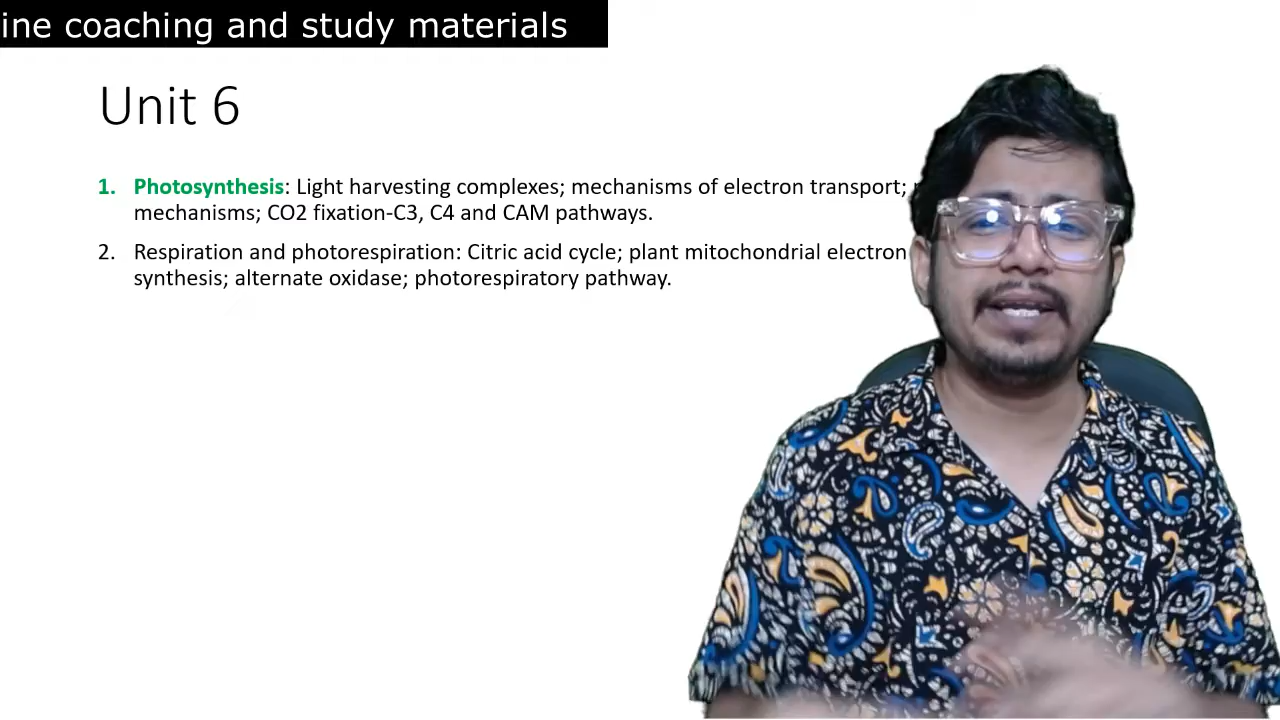 ine coaching and study materials
Unit 6
1. Photosynthesis: Light harvesting complexes; mechanisms of electron transport;
mechanisms; CO2 fixation-C3, C4 and CAM pathways.
2. Respiration and photorespiration: Citric acid cycle; plant mitochondrial electron
synthesis; alternate oxidase; photorespiratory pathway.